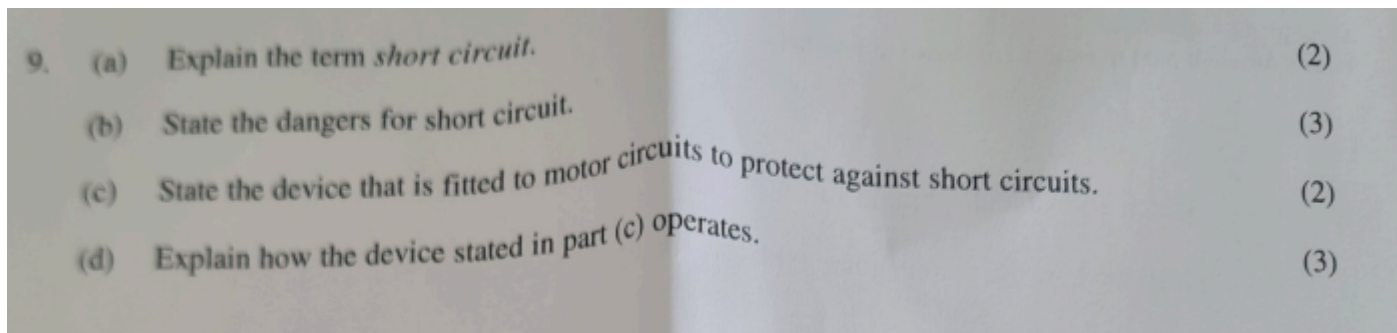 9. (a) Explain the term short circuit. (2)
(b) State the dangers for short circuit. (3)
(c) State the device that is fitted to motor circuits to protect against short circuits. (2)
(d) Explain how the device stated in part (c) operates. (3)